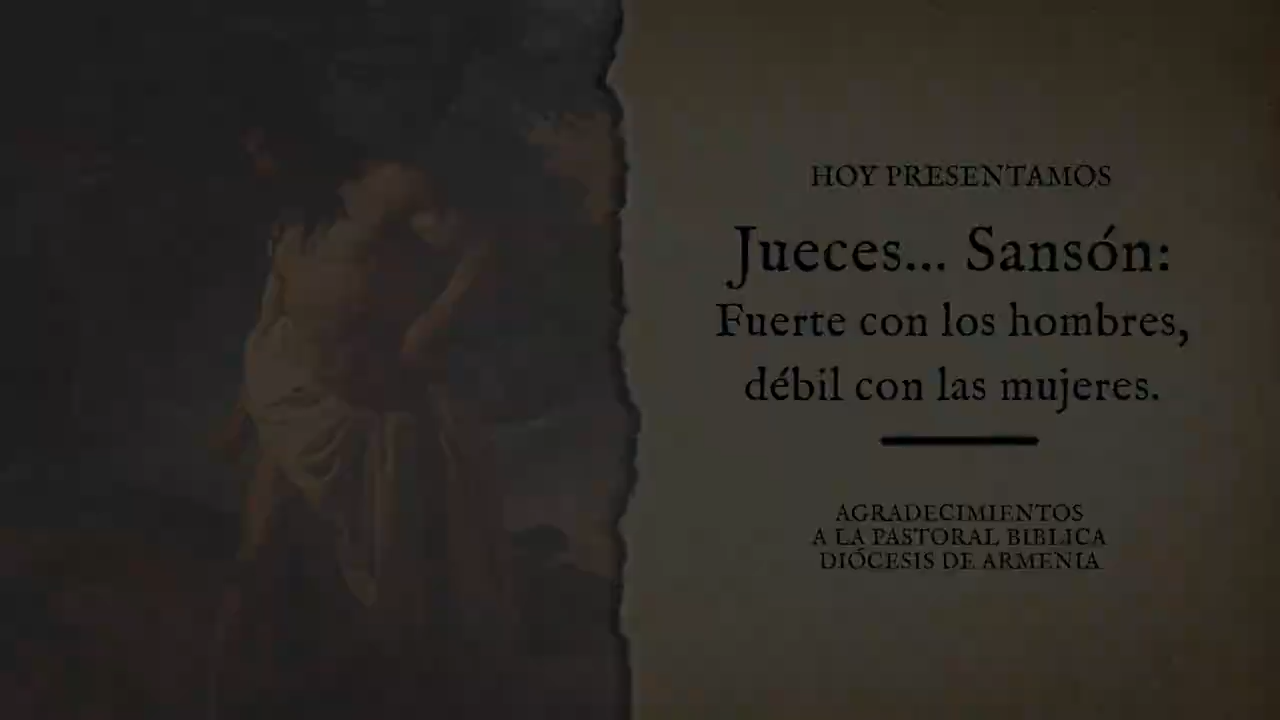 HOY PRESENTAMOS
Jueces... Sansón:
Fuerte con los hombres,
débil con las mujeres.
AGRADECIMIENTOS
A LA PASTORAL BIBLICA
DIÓCESIS DE ARMENIA